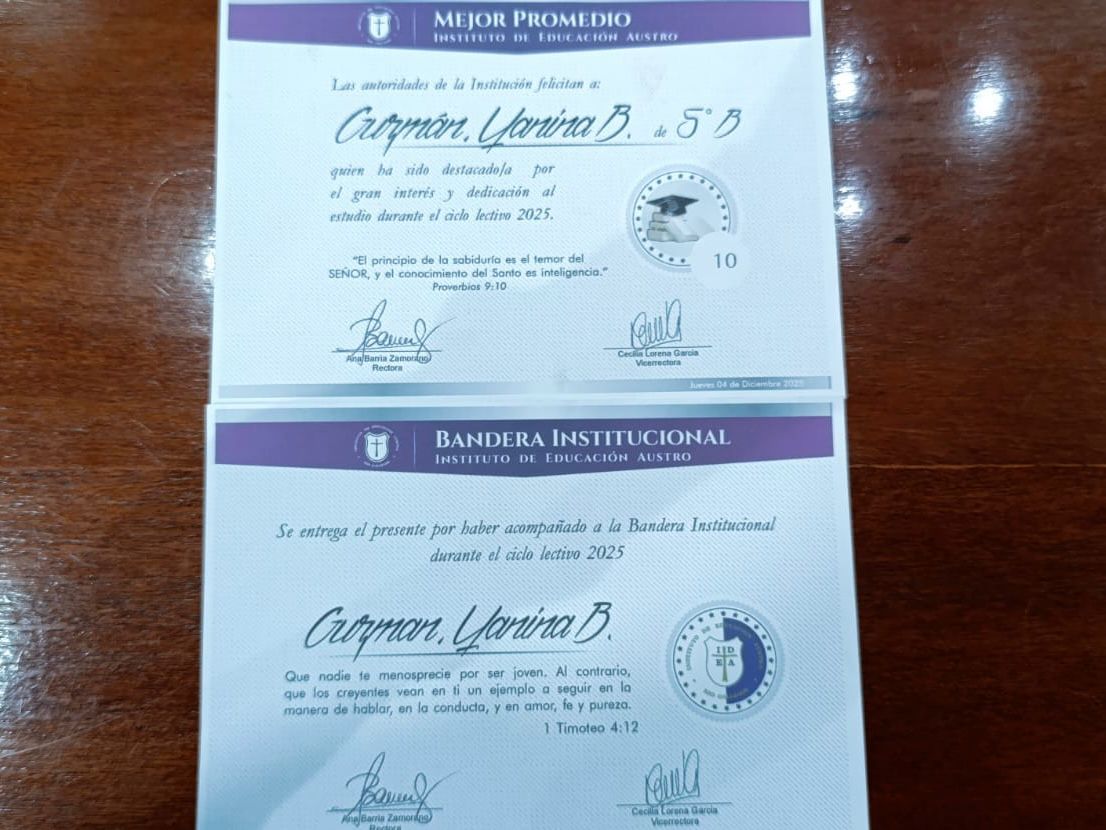 MEJOR PROMEDIO
INSTITUTO DE EDUCACIÓN AUSTRO
Las autoridades de la Institución felicitan a:
Guzmán, Yanina B. de 5° B
quien ha sido destacado/a por
el gran interés y dedicación al
estudio durante el ciclo lectivo 2025.
10
"El principio de la sabiduría es el temor del
SEÑOR, y el conocimiento del Santo es inteligencia."
Proverbios 9:10
Ana Barria Zamorano
Rectora
Cecilia Lorena Garcia
Vicerrectora
Jueves 04 de Diciembre 2025
BANDERA INSTITUCIONAL
INSTITUTO DE EDUCACIÓN AUSTRO
Se entrega el presente por haber acompañado a la Bandera Institucional
durante el ciclo lectivo 2025
Guzman, Yanina B.
IDEA
Que nadie te menosprecie por ser joven. Al contrario,
que los creyentes vean en ti un ejemplo a seguir en la
manera de hablar, en la conducta, y en amor, fe y pureza.
1 Timoteo 4:12
Ana Barria Zamorano
Rectora
Cecilia Lorena Garcia
Vicerrectora